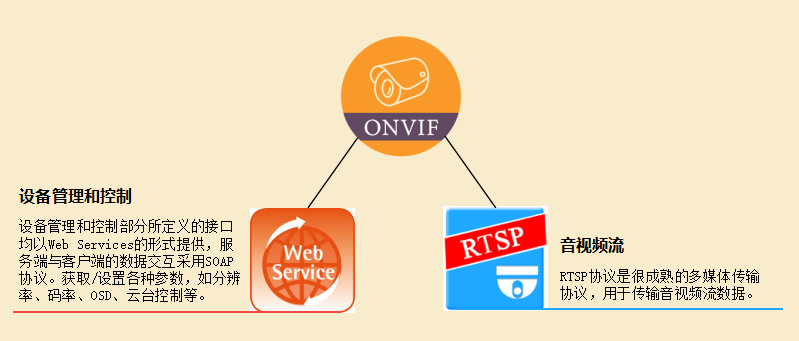 ONVIF
设备管理和控制
设备管理和控制部分所定义的接口
均以Web Services的形式提供，服
务端与客户端的数据交互采用SOAP
协议。获取/设置各种参数，如分辨
率、码率、OSD、云台控制等。
Web
Service
RTSP
音视频流
RTSP协议是很成熟的多媒体传输
协议，用于传输音视频流数据。